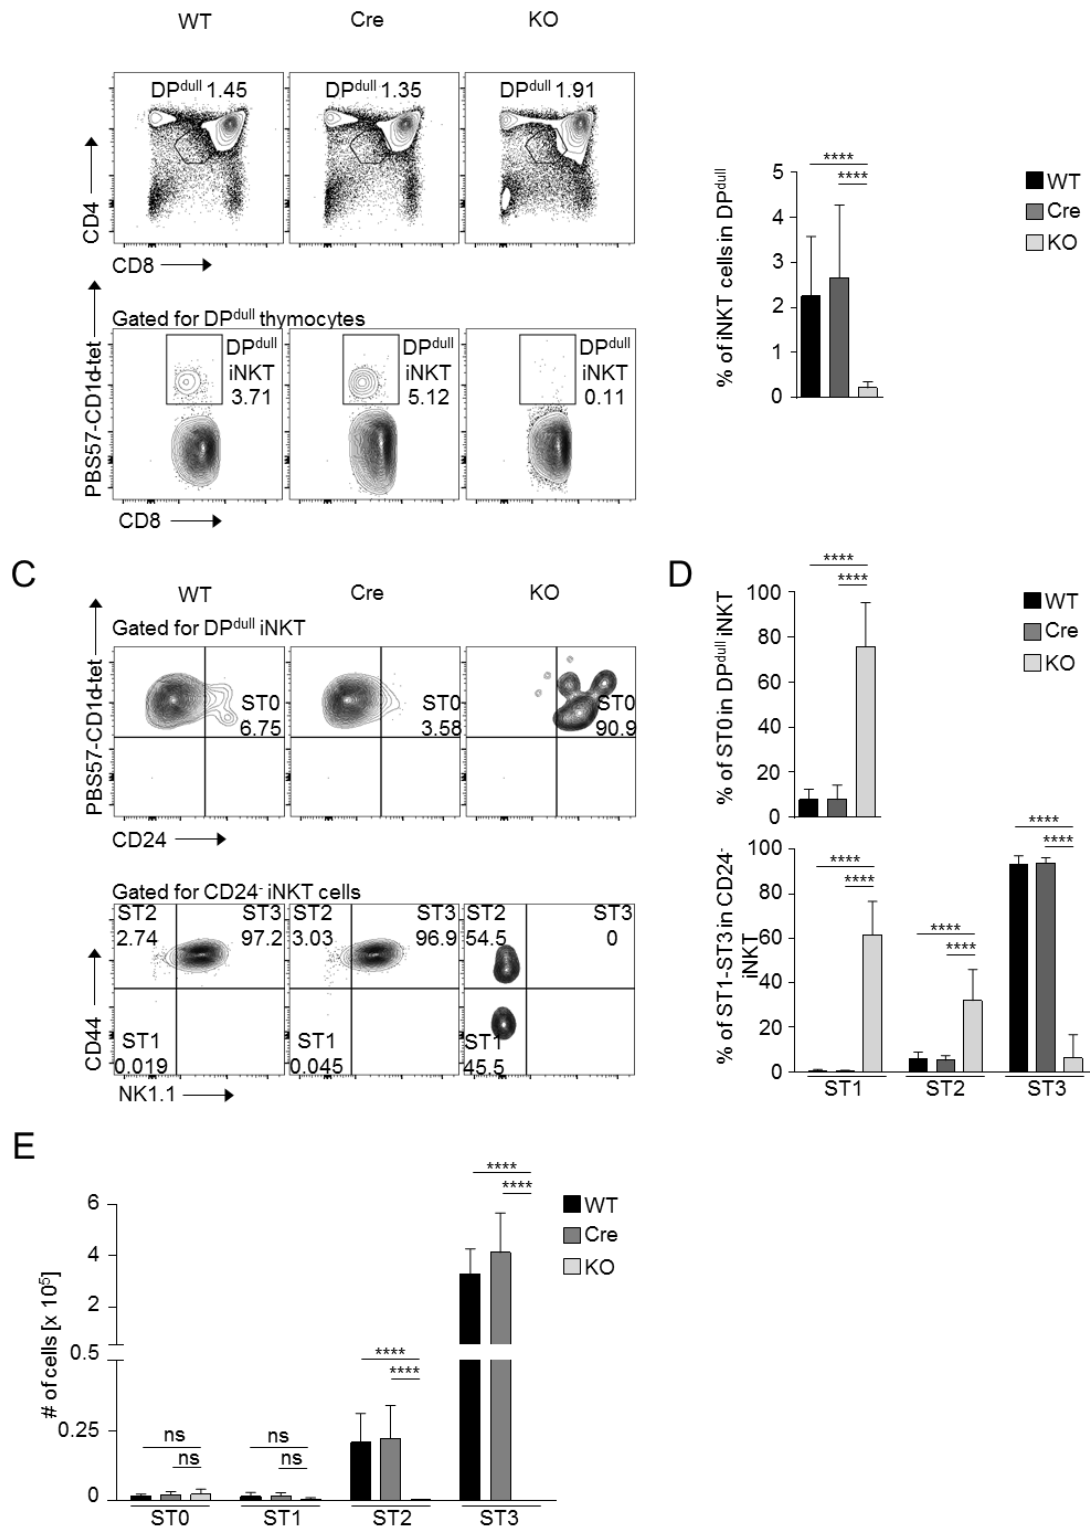 WT Cre KO
DPdull 1.45 DPdull 1.35 DPdull 1.91
CD4
CD8
% of iNKT cells in DPdull
5
4
3
2
1
0
****
****
WT
Cre
KO
Gated for DPdull thymocytes
PBS57-CD1d-tet
DPdull iNKT 3.71
DPdull iNKT 5.12
DPdull iNKT 0.11
CD8
C
WT Cre KO
Gated for DPdull iNKT
PBS57-CD1d-tet
ST0 6.75
ST0 3.58
ST0 90.9
CD24
Gated for CD24- iNKT cells
ST2 2.74 ST3 97.2 ST1 0.019
ST2 3.03 ST3 96.9 ST1 0.045
ST2 54.5 ST3 0 ST1 45.5
CD44
NK1.1
D
% of ST0 in DPdull iNKT
100
80
60
40
20
0
****
****
WT
Cre
KO
% of ST1-ST3 in CD24-
iNKT
100
80
60
40
20
0
****
****
****
****
****
****
ST1 ST2 ST3
E
# of cells [x 105]
6
4
2
0.5
0.25
0
ns
ns
ns
ns
****
****
****
****
ST0 ST1 ST2 ST3
WT
Cre
KO